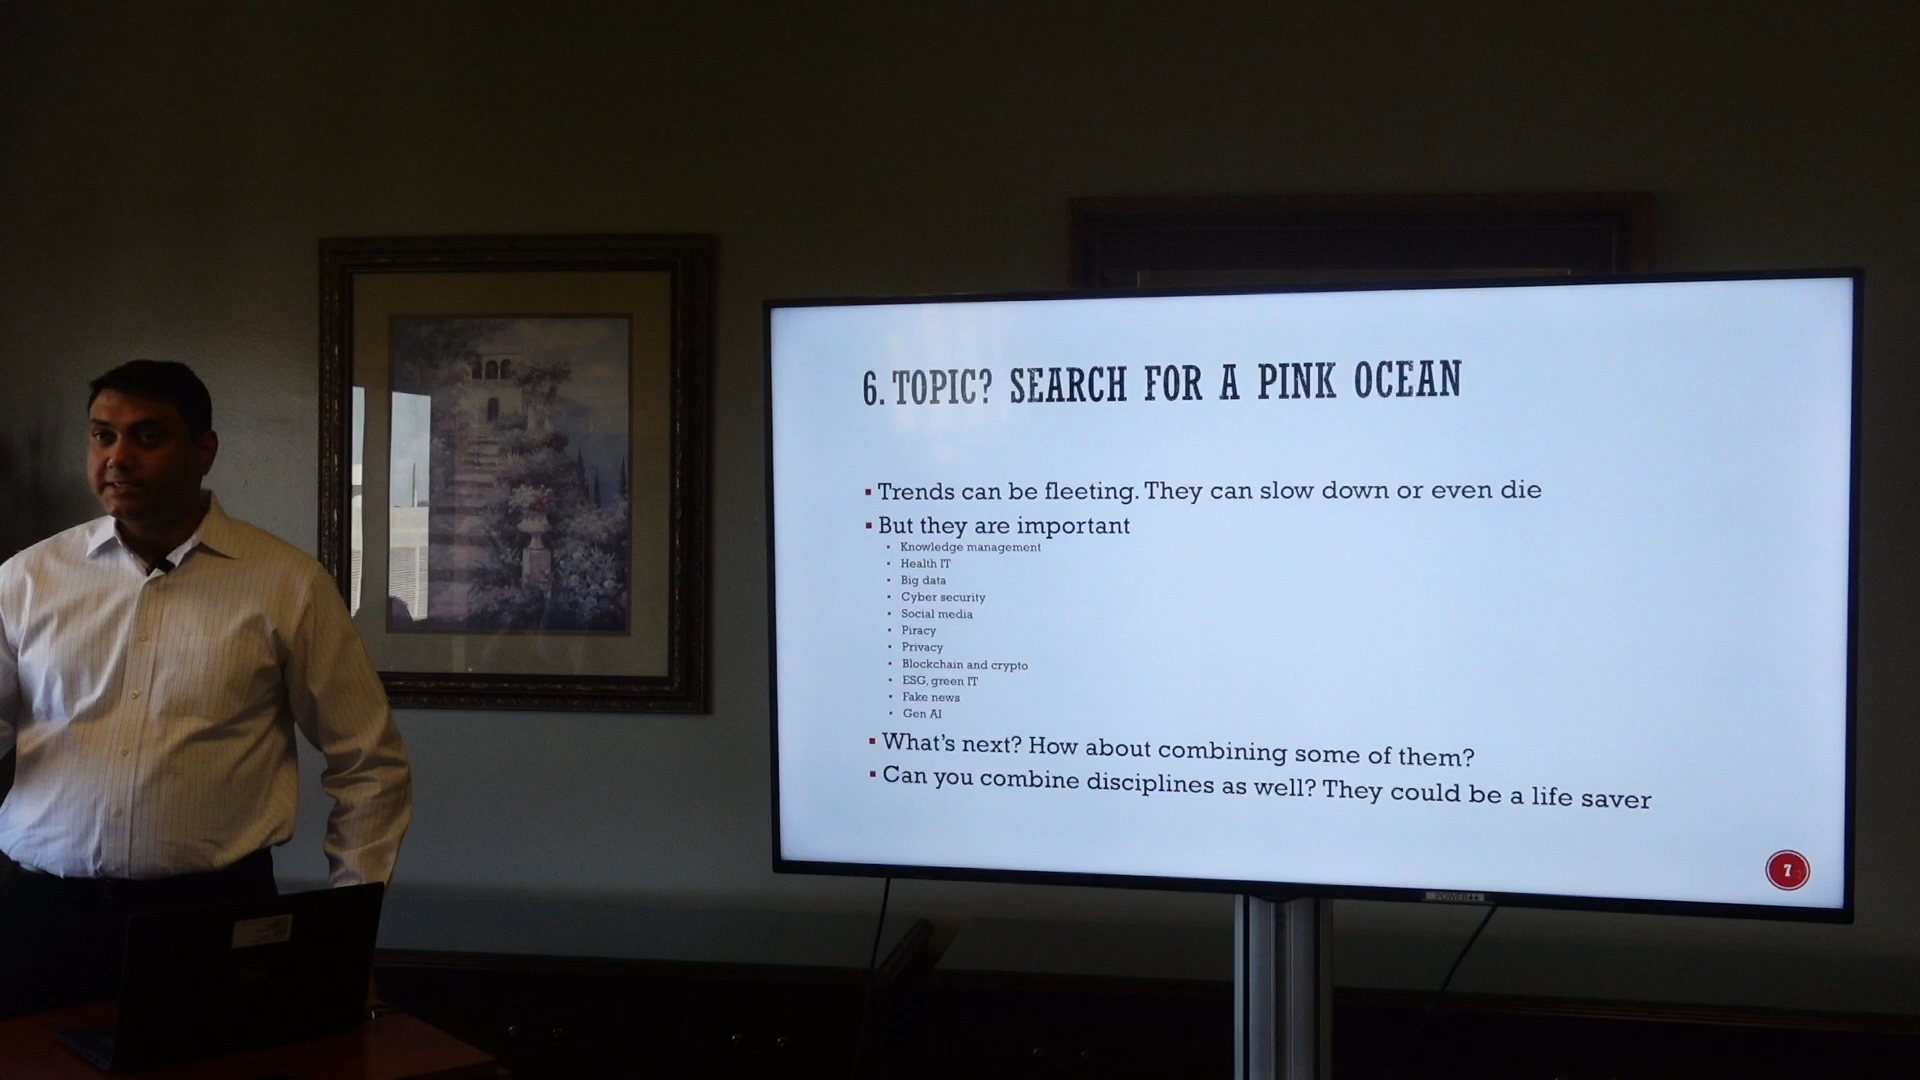 6. TOPIC? SEARCH FOR A PINK OCEAN
▪ Trends can be fleeting. They can slow down or even die
▪ But they are important
▪ Knowledge management
▪ Health IT
▪ Big data
▪ Cyber security
▪ Social media
▪ Piracy
▪ Privacy
▪ Blockchain and crypto
▪ ESG, green IT
▪ Fake news
▪ Gen AI
▪ What's next? How about combining some of them?
▪ Can you combine disciplines as well? They could be a life saver
7